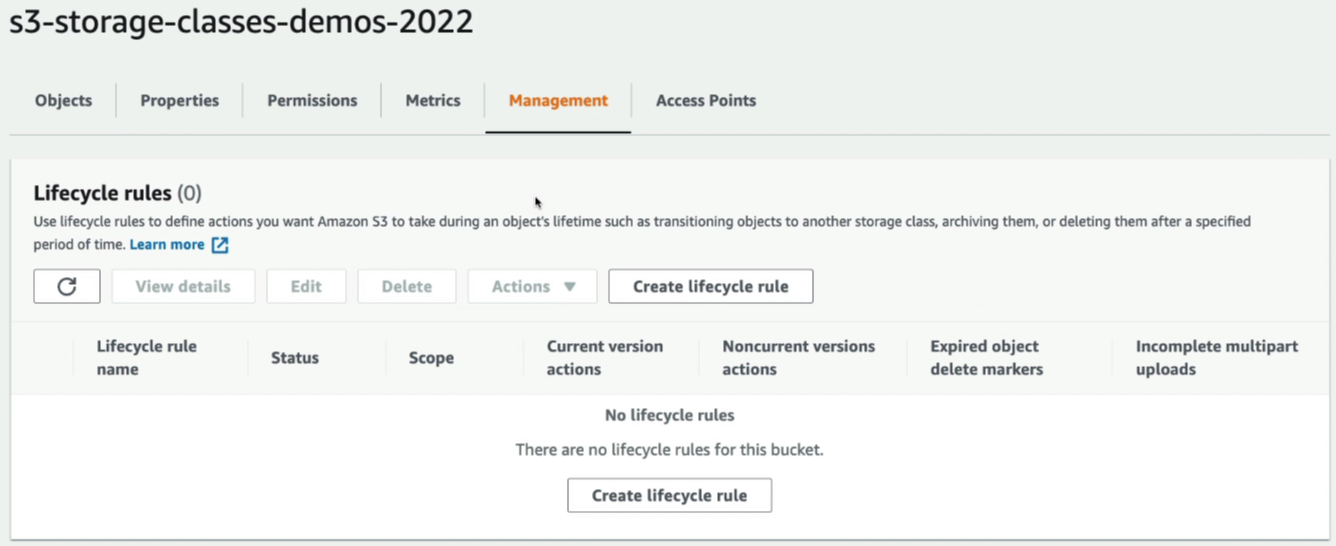 s3-storage-classes-demos-2022
Objects
Properties
Permissions
Metrics
Management
Access Points
Lifecycle rules (0)
Use lifecycle rules to define actions you want Amazon S3 to take during an object's lifetime such as transitioning objects to another storage class, archiving them, or deleting them after a specified
period of time. Learn more
View details
Edit
Delete
Actions
Create lifecycle rule
Lifecycle rule
name
Status
Scope
Current version
actions
Noncurrent versions
actions
Expired object
delete markers
Incomplete multipart
uploads
No lifecycle rules
There are no lifecycle rules for this bucket.
Create lifecycle rule